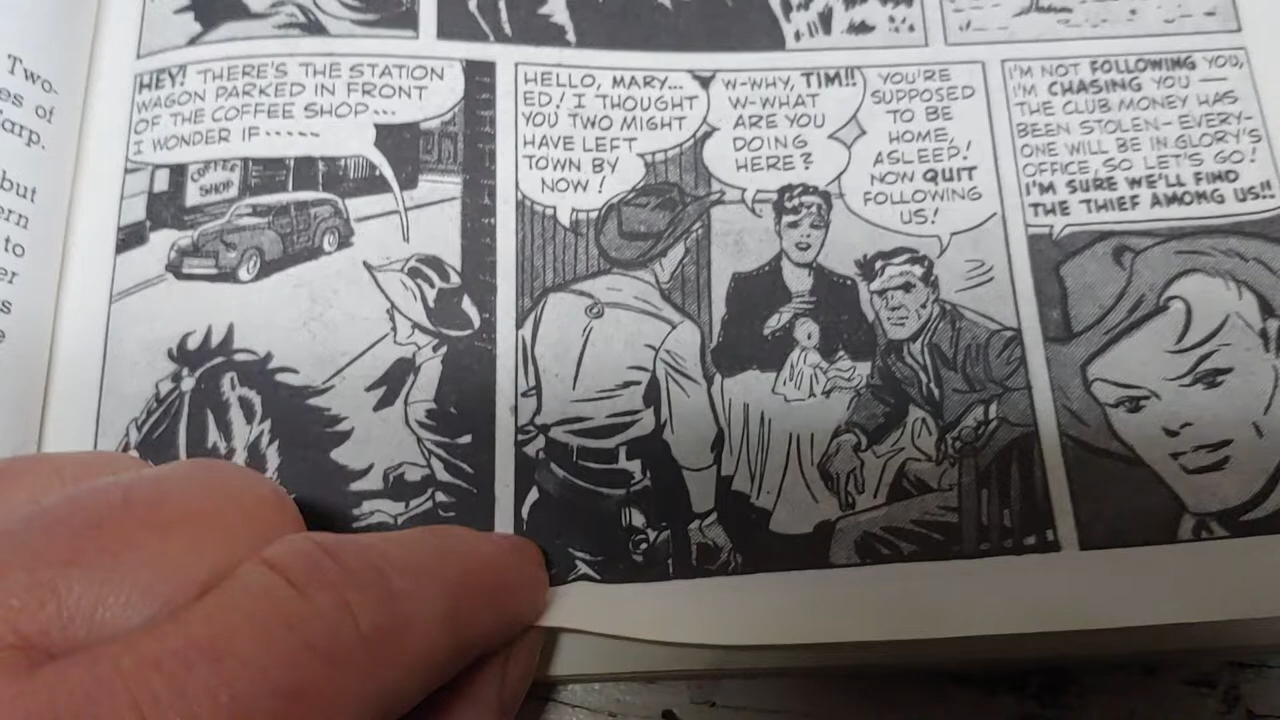 Two-
es of
arp.
but
ern
to
er
s
e
HEY! THERE'S THE STATION
WAGON PARKED IN FRONT
OF THE COFFEE SHOP...
I WONDER IF -----
COFFEE
SHOP
HELLO, MARY...
ED! I THOUGHT
YOU TWO MIGHT
HAVE LEFT
TOWN BY
NOW!
W-WHY, TIM!!
W-WHAT
ARE YOU
DOING
HERE?
YOU'RE
SUPPOSED
TO BE
HOME,
ASLEEP!
NOW QUIT
FOLLOWING
US!
I'M NOT FOLLOWING YOU,
I'M CHASING YOU —
THE CLUB MONEY HAS
BEEN STOLEN - EVERY-
ONE WILL BE IN GLORY'S
OFFICE, SO LET'S GO!
I'M SURE WE'LL FIND
THE THIEF AMONG US!!